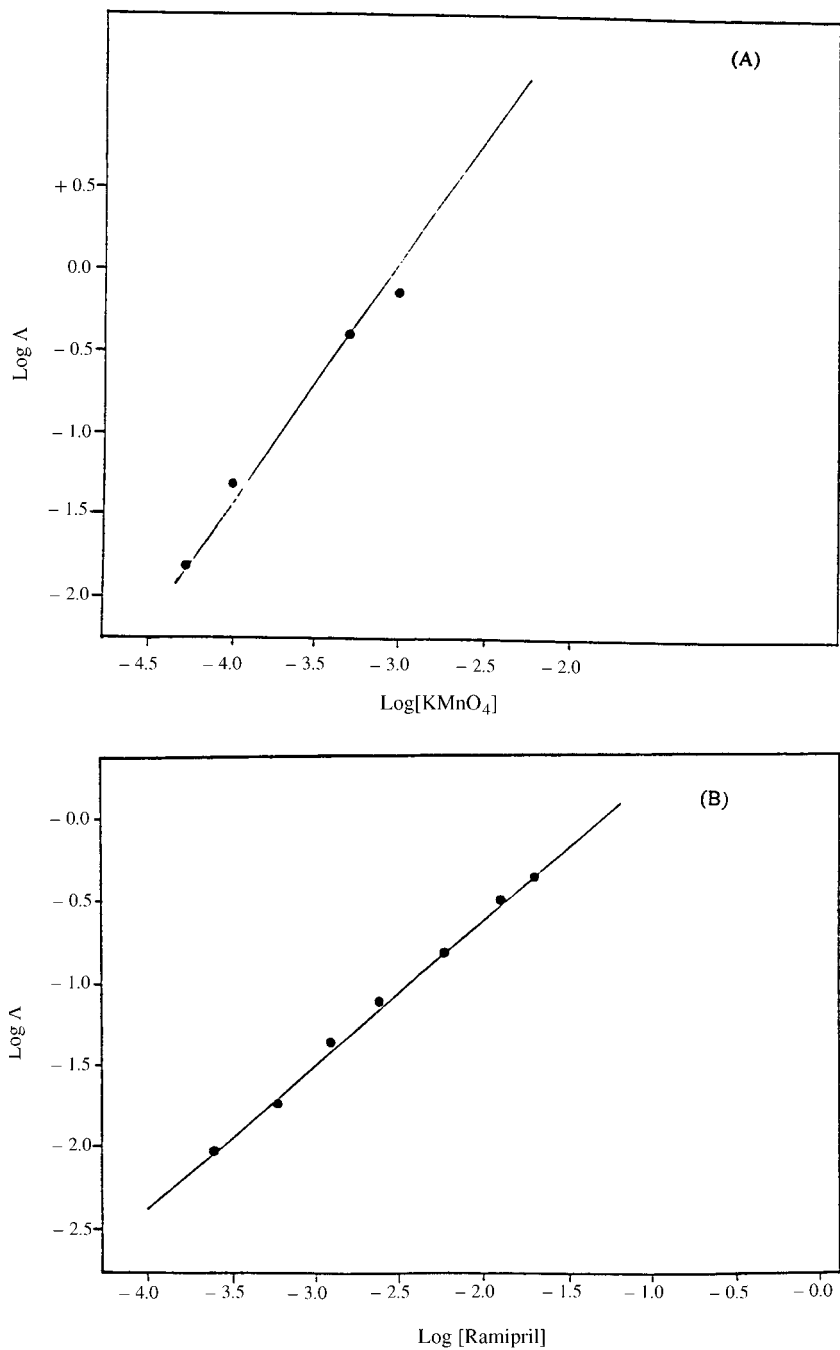 (A)
+ 0.5
0.0
– 0.5
– 1.0
– 1.5
– 2.0
Log Λ
– 4.5 – 4.0 – 3.5 – 3.0 – 2.5 – 2.0
Log[KMnO4]
(B)
– 0.0
– 0.5
– 1.0
– 1.5
– 2.0
– 2.5
Log Λ
– 4.0 – 3.5 – 3.0 – 2.5 – 2.0 – 1.5 – 1.0 – 0.5 – 0.0
Log [Ramipril]